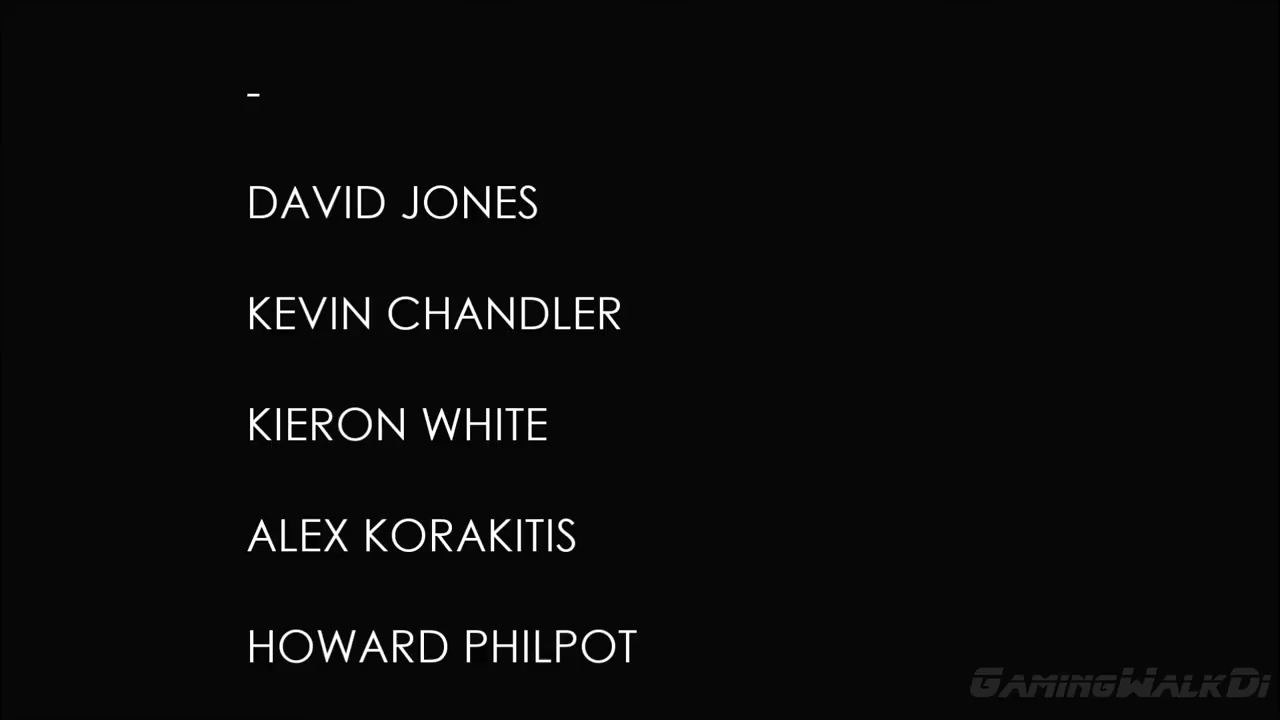 -
DAVID JONES
KEVIN CHANDLER
KIERON WHITE
ALEX KORAKITIS
HOWARD PHILPOT
GAMINGWALKDI